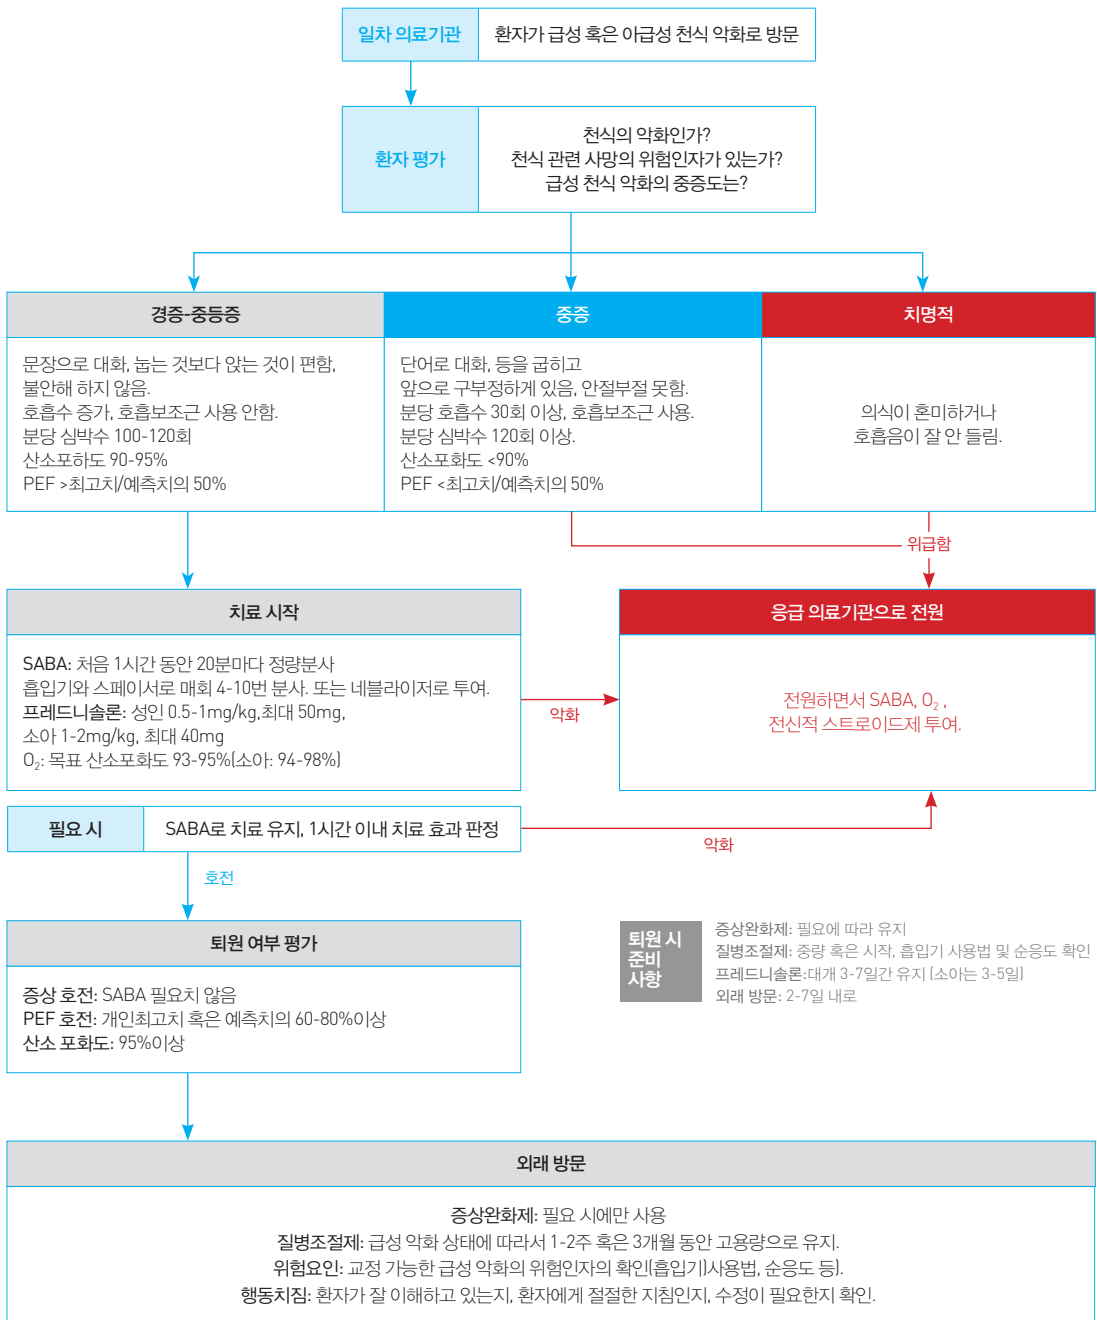 일차 의료기관
환자가 급성 혹은 아급성 천식 악화로 방문
환자 평가
천식의 악화인가?
천식 관련 사망의 위험인자가 있는가?
급성 천식 악화의 중증도는?
경증-중등증
문장으로 대화, 눕는 것보다 앉는 것이 편함,
불안해 하지 않음.
호흡수 증가, 호흡보조근 사용 안함.
분당 심박수 100-120회
산소포하도 90-95%
PEF >최고치/예측치의 50%
중증
단어로 대화, 등을 굽히고
앞으로 구부정하게 있음, 안절부절 못함.
분당 호흡수 30회 이상, 호흡보조근 사용.
분당 심박수 120회 이상.
산소포화도 <90%
PEF <최고치/예측치의 50%
치명적
의식이 혼미하거나
호흡음이 잘 안 들림.
위급함
치료 시작
SABA: 처음 1시간 동안 20분마다 정량분사
흡입기와 스페이서로 매회 4-10번 분사. 또는 네블라이저로 투여.
프레드니솔론: 성인 0.5-1mg/kg,최대 50mg,
소아 1-2mg/kg, 최대 40mg
O₂: 목표 산소포화도 93-95%(소아: 94-98%)
악화
응급 의료기관으로 전원
전원하면서 SABA, O₂ ,
전신적 스트로이드제 투여.
필요 시
SABA로 치료 유지, 1시간 이내 치료 효과 판정
악화
호전
퇴원 여부 평가
증상 호전: SABA 필요치 않음
PEF 호전: 개인최고치 혹은 예측치의 60-80%이상
산소 포화도: 95%이상
퇴원 시
준비
사항
증상완화제: 필요에 따라 유지
질병조절제: 중량 혹은 시작, 흡입기 사용법 및 순응도 확인
프레드니솔론:대개 3-7일간 유지 (소아는 3-5일)
외래 방문: 2-7일 내로
외래 방문
증상완화제: 필요 시에만 사용
질병조절제: 급성 악화 상태에 따라서 1-2주 혹은 3개월 동안 고용량으로 유지.
위험요인: 교정 가능한 급성 악화의 위험인자의 확인(흡입기)사용법, 순응도 등).
행동치짐: 환자가 잘 이해하고 있는지, 환자에게 절절한 지침인지, 수정이 필요한지 확인.